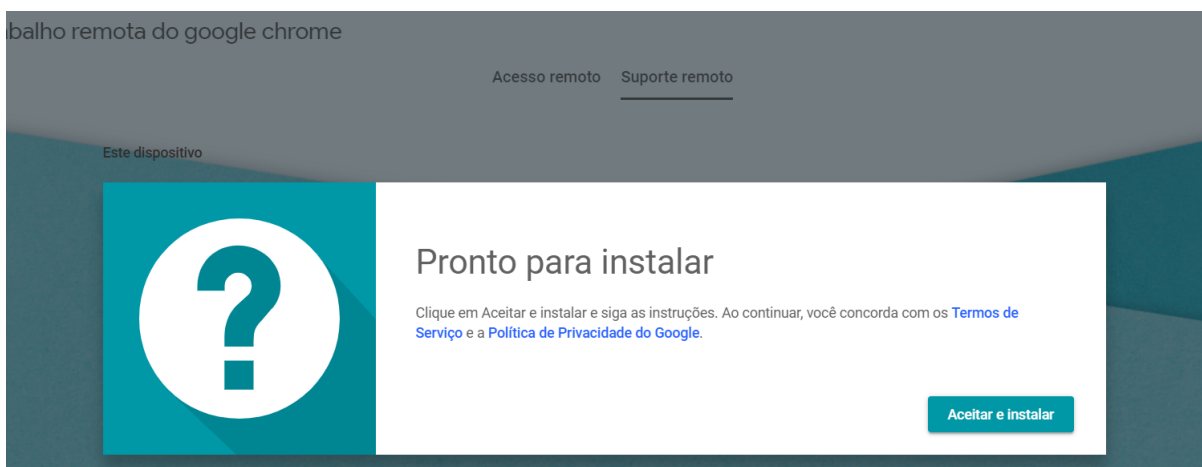 balho remota do google chrome
Acesso remoto Suporte remoto
Este dispositivo
Pronto para instalar
Clique em Aceitar e instalar e siga as instruções. Ao continuar, você concorda com os Termos de
Serviço e a Política de Privacidade do Google.
Aceitar e instalar